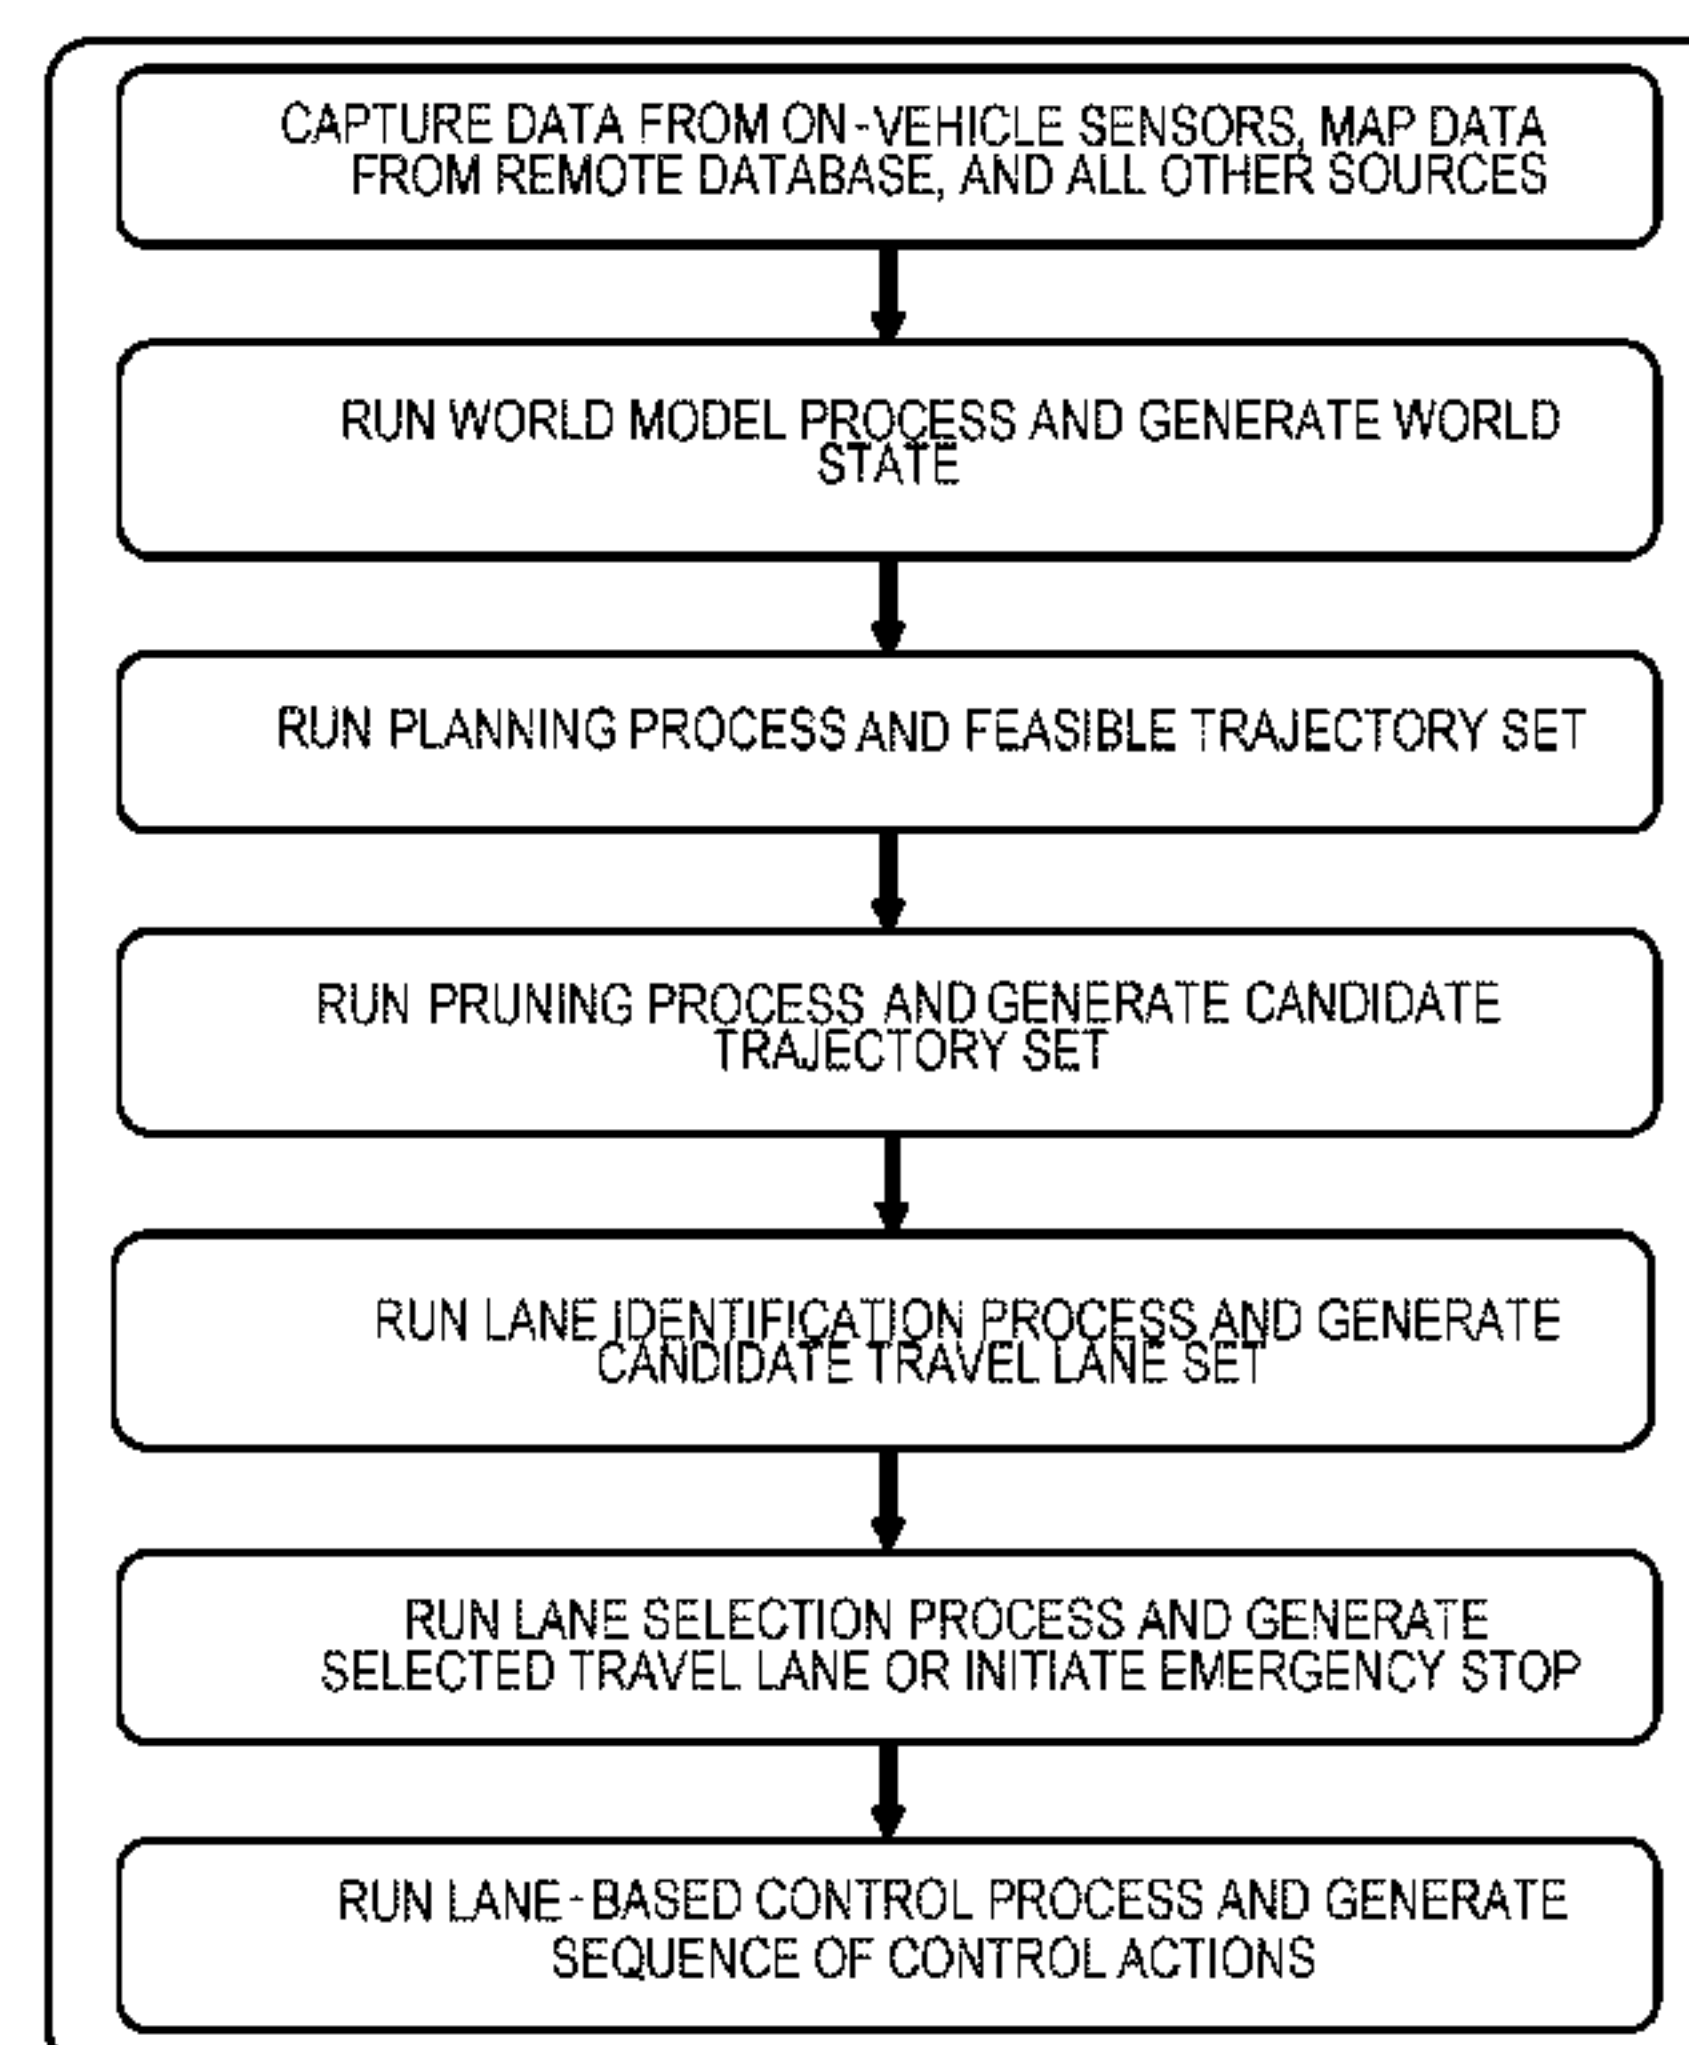 CAPTURE DATA FROM ON-VEHICLE SENSORS, MAP DATA
FROM REMOTE DATABASE, AND ALL OTHER SOURCES
RUN WORLD MODEL PROCESS AND GENERATE WORLD
STATE
RUN PLANNING PROCESS AND FEASIBLE TRAJECTORY SET
RUN PRUNING PROCESS AND GENERATE CANDIDATE
TRAJECTORY SET
RUN LANE IDENTIFICATION PROCESS AND GENERATE
CANDIDATE TRAVEL LANE SET
RUN LANE SELECTION PROCESS AND GENERATE
SELECTED TRAVEL LANE OR INITIATE EMERGENCY STOP
RUN LANE-BASED CONTROL PROCESS AND GENERATE
SEQUENCE OF CONTROL ACTIONS